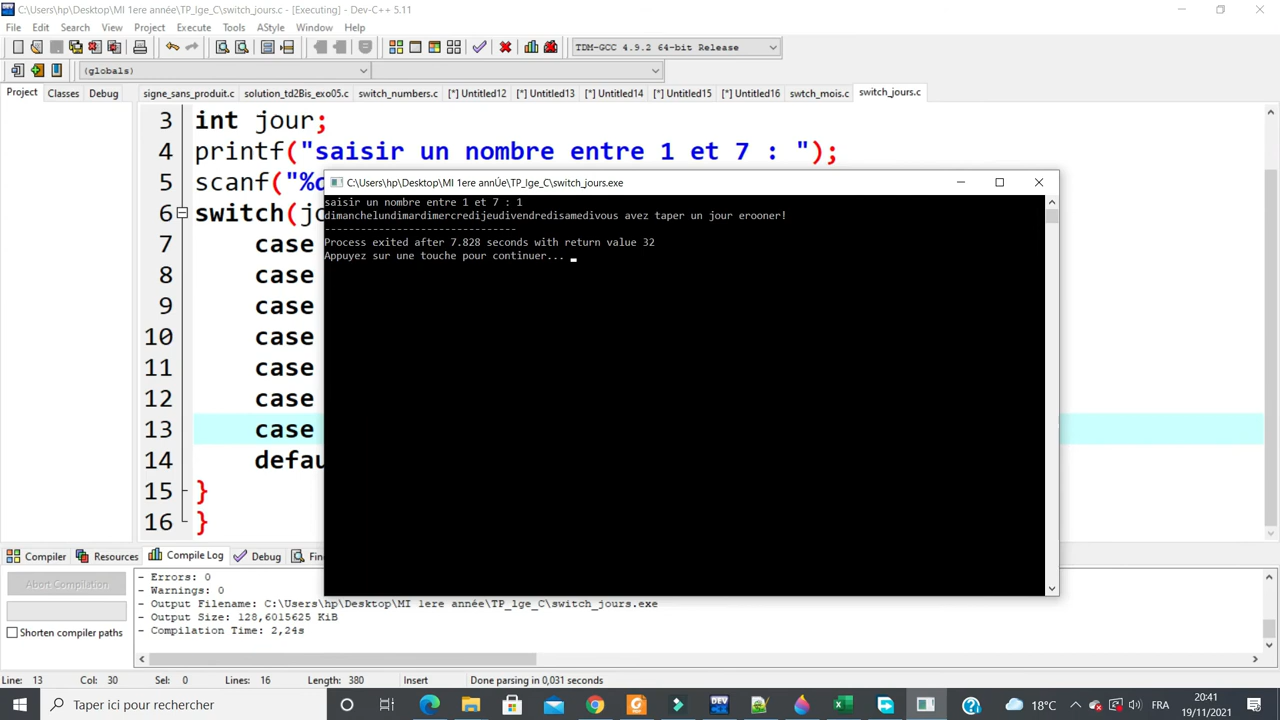 C:\Users\hp\Desktop\MI 1ere année\TP_lge_C\switch_jours.c - [Executing] - Dev-C++ 5.11
File Edit Search View Project Execute Tools AStyle Window Help
TDM-GCC 4.9.2 64-bit Release
(globals)
Project Classes Debug signe_sans_produit.c solution_td2Bis_exo05.c switch_numbers.c [*] Untitled12 [*] Untitled13 [*] Untitled14 [*] Untitled15 [*] Untitled16 swtch_mois.c switch_jours.c
3 int jour;
4 printf("saisir un nombre entre 1 et 7 : ");
5 scanf("%d
6 switch(jo
7 case
8 case
9 case
10 case
11 case
12 case
13 case
14 defau
15 }
16 }
C:\Users\hp\Desktop\MI 1ere annÚe\TP_lge_C\switch_jours.exe
saisir un nombre entre 1 et 7 : 1
dimanchelundimardimercredijeudivendredisamedivous avez taper un jour erooner!
--------------------------------
Process exited after 7.828 seconds with return value 32
Appuyez sur une touche pour continuer...
Compiler Resources Compile Log Debug Fin
Abort Compilation
Shorten compiler paths
- Errors: 0
- Warnings: 0
- Output Filename: C:\Users\hp\Desktop\MI 1ere année\TP_lge_C\switch_jours.exe
- Output Size: 128,6015625 KiB
- Compilation Time: 2,24s
Line: 13 Col: 30 Sel: 0 Lines: 16 Length: 380 Insert Done parsing in 0,031 seconds
Taper ici pour rechercher
DEV
18°C
FRA
20:41
19/11/2021